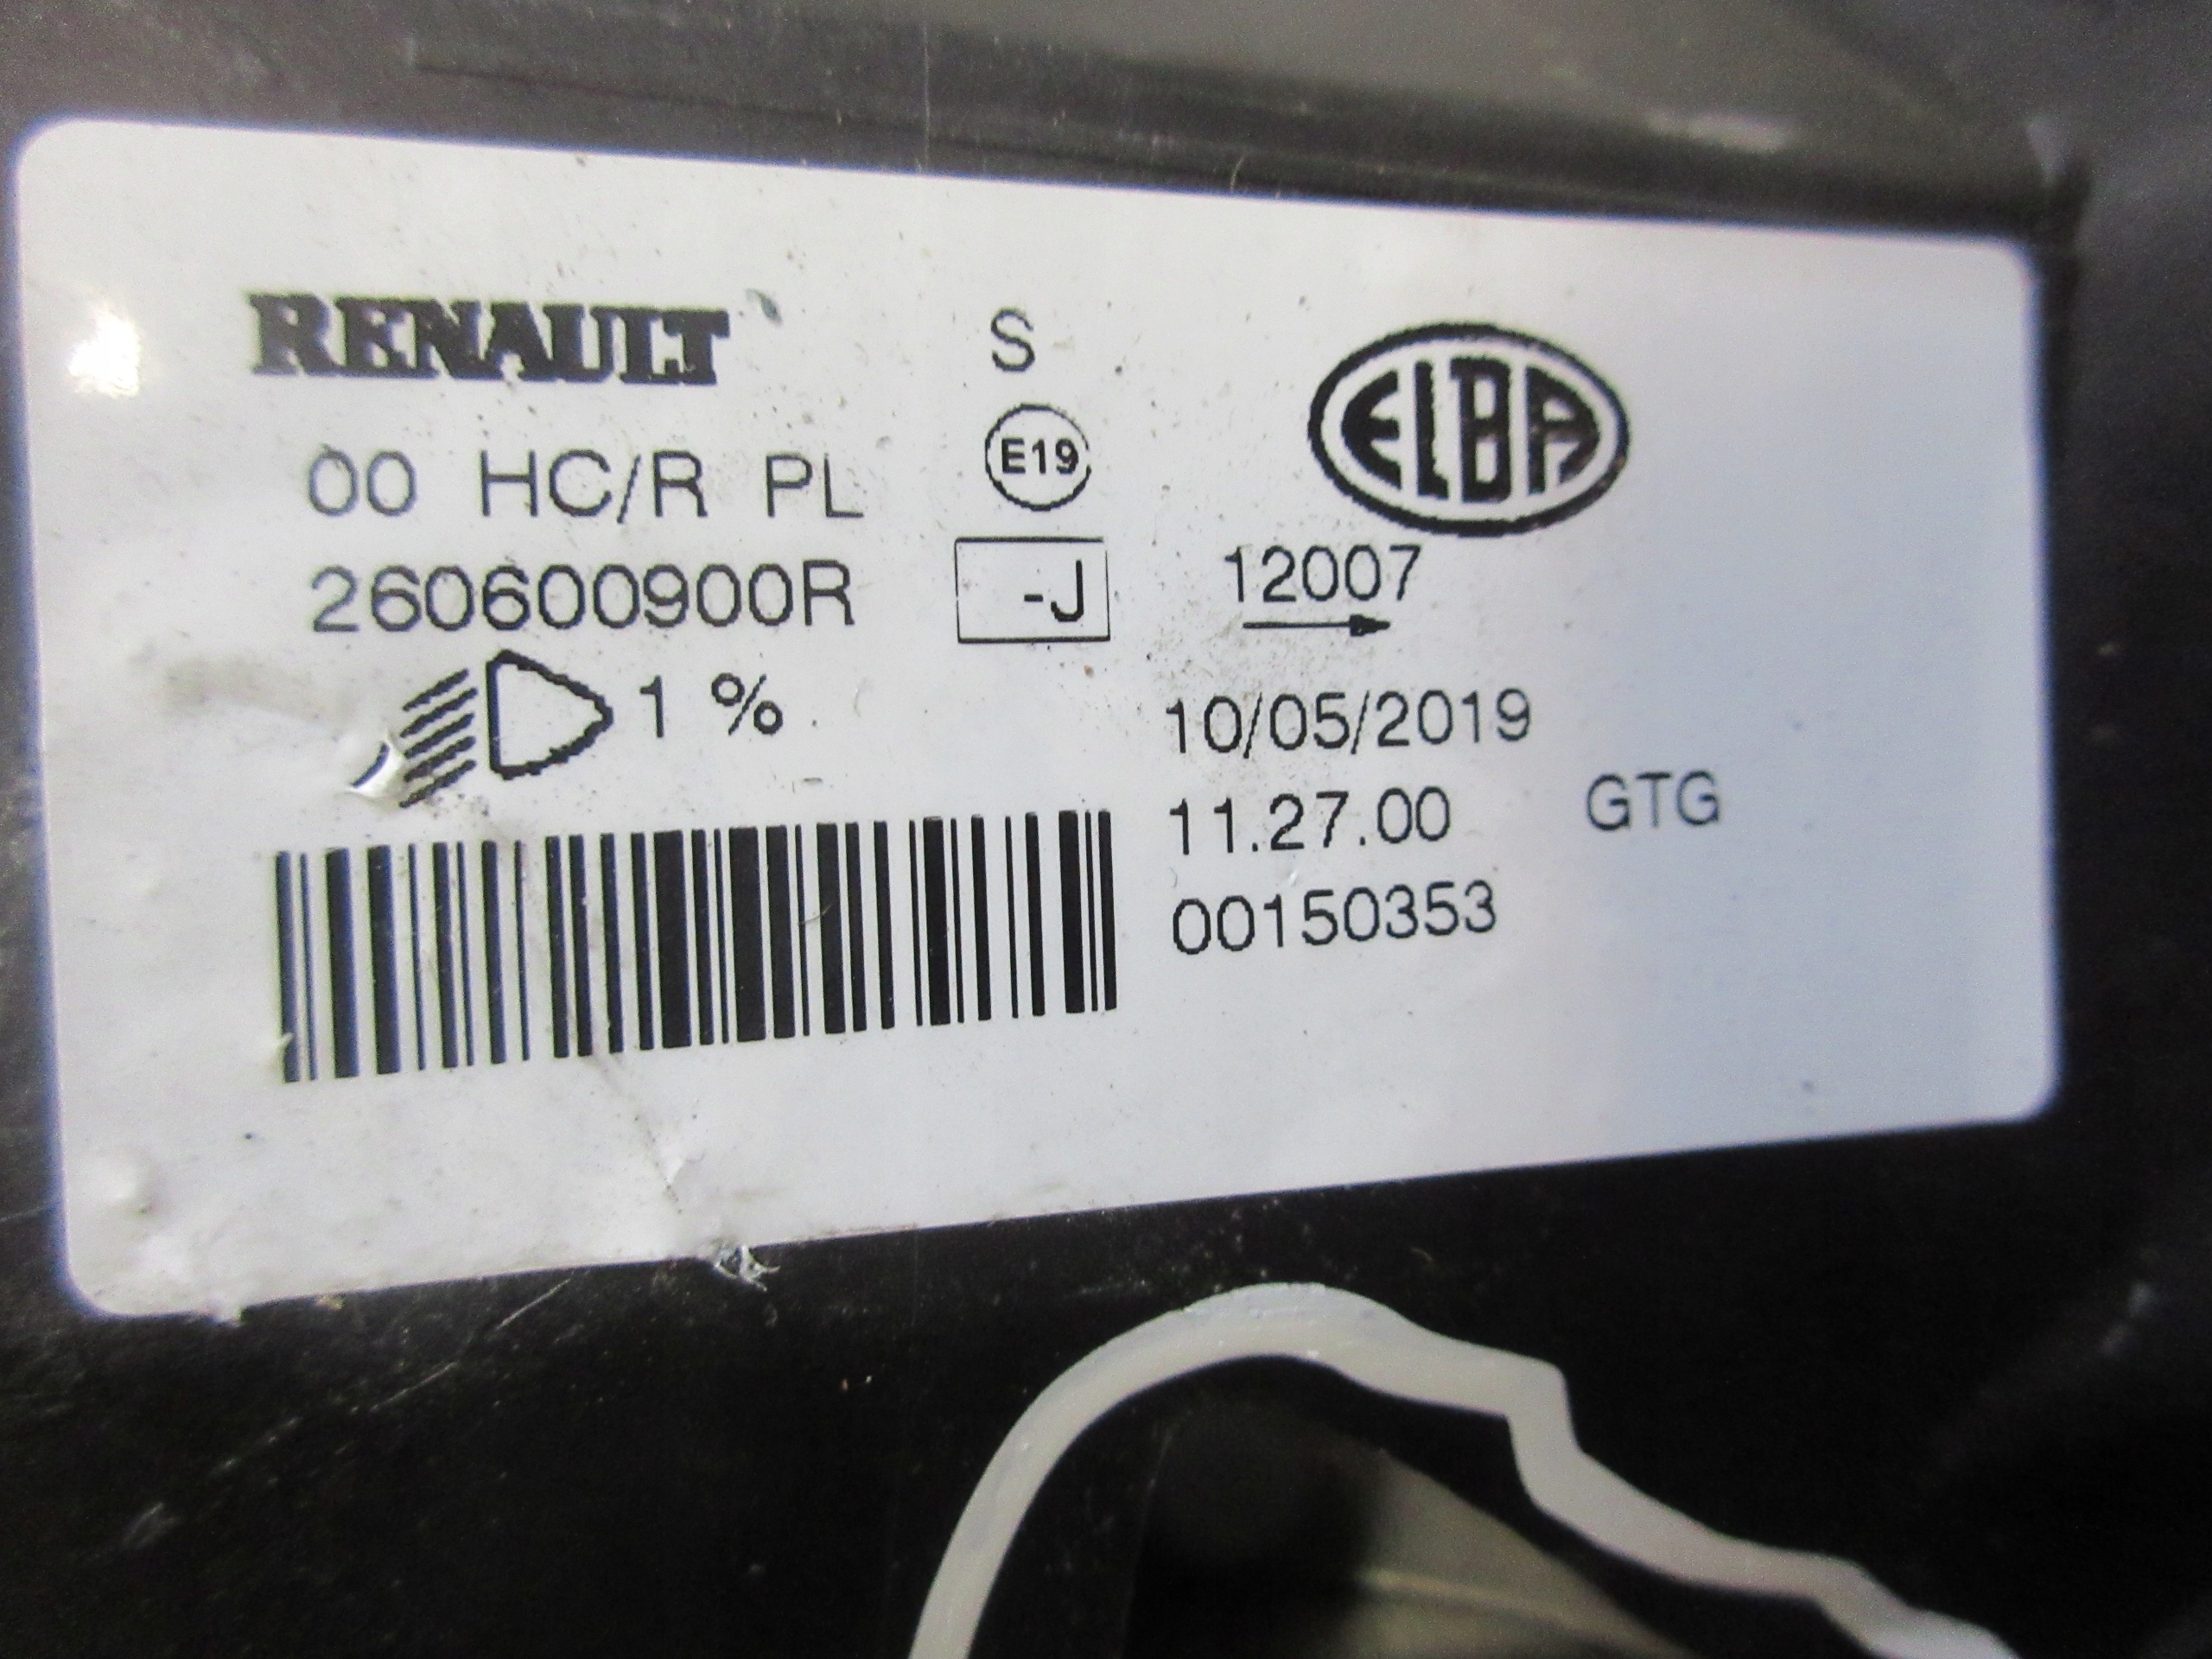 RENAULT S ELBA
00 HC/R PL E19
260600900R -J 12007
1 % 10/05/2019
11.27.00 GTG
00150353